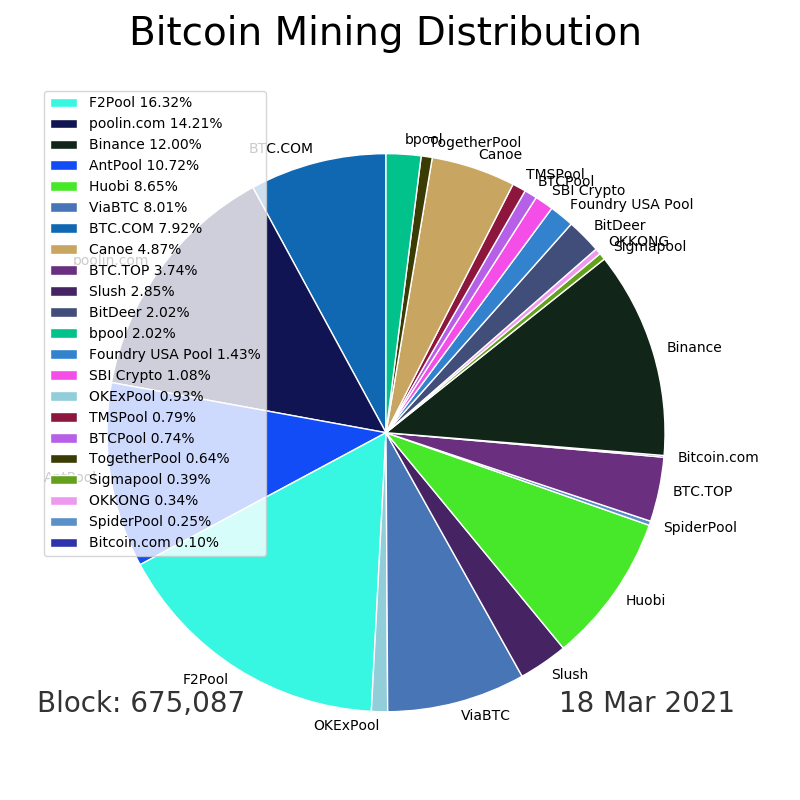 Bitcoin Mining Distribution
F2Pool 16.32%
poolin.com 14.21%
Binance 12.00%
AntPool 10.72%
Huobi 8.65%
ViaBTC 8.01%
BTC.COM 7.92%
Canoe 4.87%
BTC.TOP 3.74%
Slush 2.85%
BitDeer 2.02%
bpool 2.02%
Foundry USA Pool 1.43%
SBI Crypto 1.08%
OKExPool 0.93%
TMSPool 0.79%
BTCPool 0.74%
TogetherPool 0.64%
Sigmapool 0.39%
OKKONG 0.34%
SpiderPool 0.25%
Bitcoin.com 0.10%
bpool
TogetherPool
Canoe
TMSPool
BTCPool
SBI Crypto
Foundry USA Pool
BitDeer
OKKONG
Sigmapool
Binance
Bitcoin.com
BTC.TOP
SpiderPool
Huobi
Slush
ViaBTC
OKExPool
F2Pool
AntPool
poolin.com
BTC.COM
Block: 675,087
18 Mar 2021